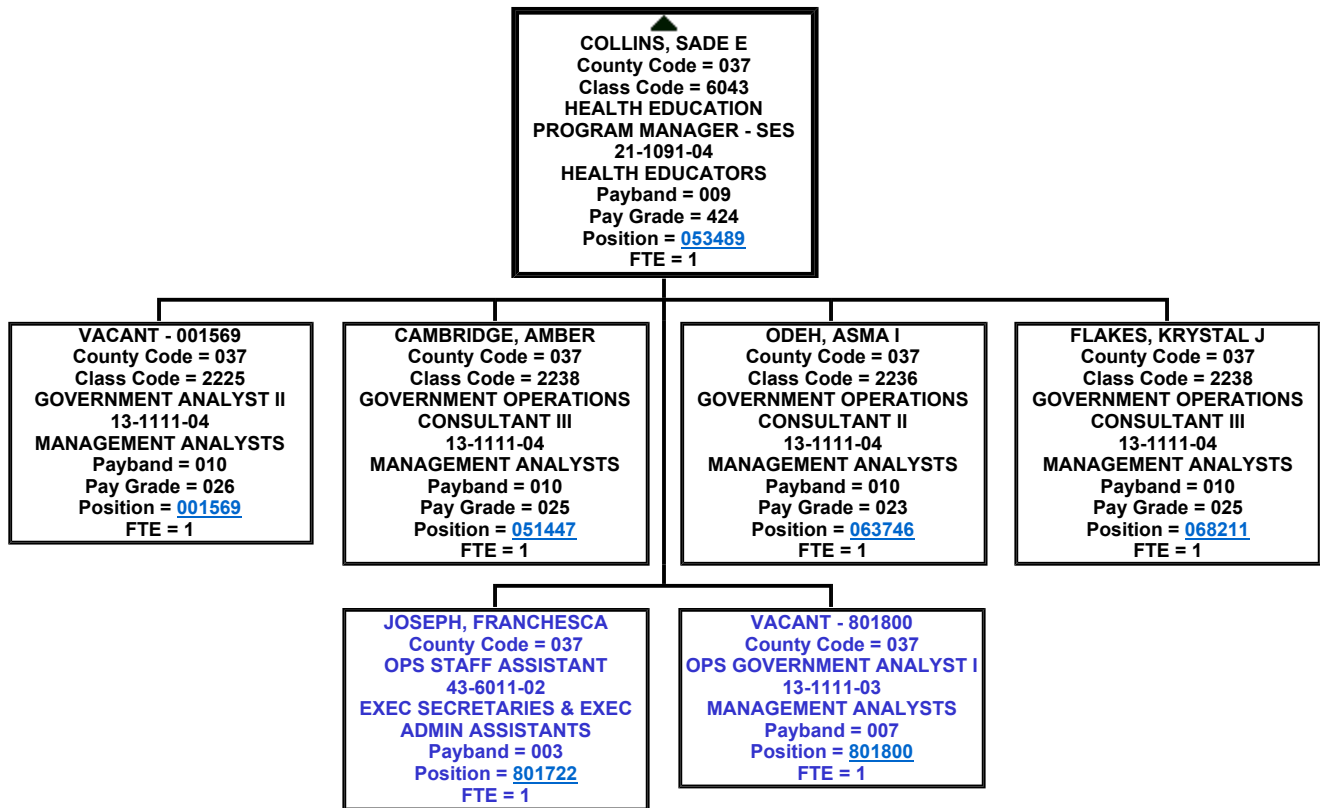 COLLINS, SADE E
County Code = 037
Class Code = 6043
HEALTH EDUCATION
PROGRAM MANAGER - SES
21-1091-04
HEALTH EDUCATORS
Payband = 009
Pay Grade = 424
Position = 053489
FTE = 1
VACANT - 001569
County Code = 037
Class Code = 2225
GOVERNMENT ANALYST II
13-1111-04
MANAGEMENT ANALYSTS
Payband = 010
Pay Grade = 026
Position = 001569
FTE = 1
CAMBRIDGE, AMBER
County Code = 037
Class Code = 2238
GOVERNMENT OPERATIONS
CONSULTANT III
13-1111-04
MANAGEMENT ANALYSTS
Payband = 010
Pay Grade = 025
Position = 051447
FTE = 1
ODEH, ASMA I
County Code = 037
Class Code = 2236
GOVERNMENT OPERATIONS
CONSULTANT II
13-1111-04
MANAGEMENT ANALYSTS
Payband = 010
Pay Grade = 023
Position = 063746
FTE = 1
FLAKES, KRYSTAL J
County Code = 037
Class Code = 2238
GOVERNMENT OPERATIONS
CONSULTANT III
13-1111-04
MANAGEMENT ANALYSTS
Payband = 010
Pay Grade = 025
Position = 068211
FTE = 1
JOSEPH, FRANCHESCA
County Code = 037
OPS STAFF ASSISTANT
43-6011-02
EXEC SECRETARIES & EXEC
ADMIN ASSISTANTS
Payband = 003
Position = 801722
FTE = 1
VACANT - 801800
County Code = 037
OPS GOVERNMENT ANALYST I
13-1111-03
MANAGEMENT ANALYSTS
Payband = 007
Position = 801800
FTE = 1